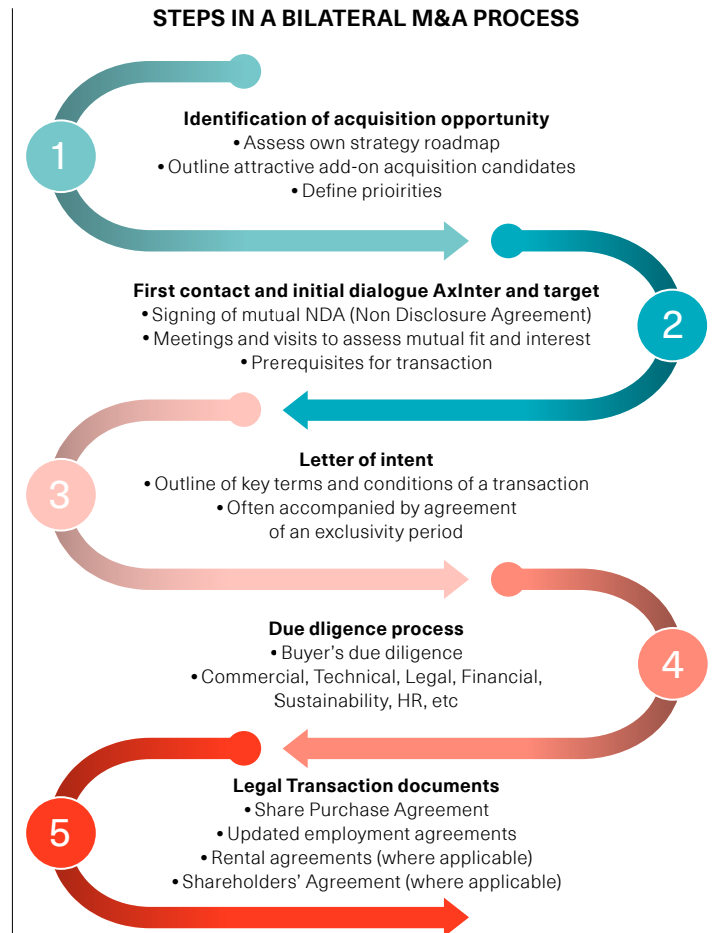 STEPS IN A BILATERAL M&A PROCESS
1
Identification of acquisition opportunity
• Assess own strategy roadmap
• Outline attractive add-on acquisition candidates
• Define prioirities
First contact and initial dialogue AxInter and target
• Signing of mutual NDA (Non Disclosure Agreement)
• Meetings and visits to assess mutual fit and interest
• Prerequisites for transaction
2
Letter of intent
• Outline of key terms and conditions of a transaction
• Often accompanied by agreement
of an exclusivity period
3
Due dligence process
• Buyer's due diligence
• Commercial, Technical, Legal, Financial,
Sustainability, HR, etc
4
Legal Transaction documents
• Share Purchase Agreement
• Updated employment agreements
• Rental agreements (where applicable)
• Shareholders' Agreement (where applicable)
5